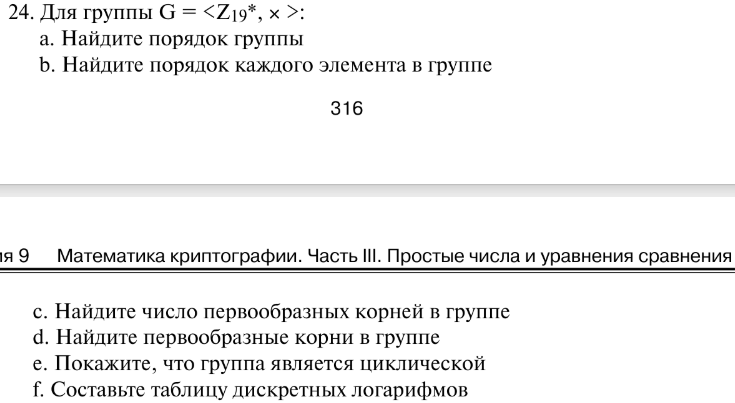 24. Для группы G = <Z19*, × >:
a. Найдите порядок группы
b. Найдите порядок каждого элемента в группе
316
ия 9 Математика криптографии. Часть III. Простые числа и уравнения сравнения
c. Найдите число первообразных корней в группе
d. Найдите первообразные корни в группе
e. Покажите, что группа является циклической
f. Составьте таблицу дискретных логарифмов